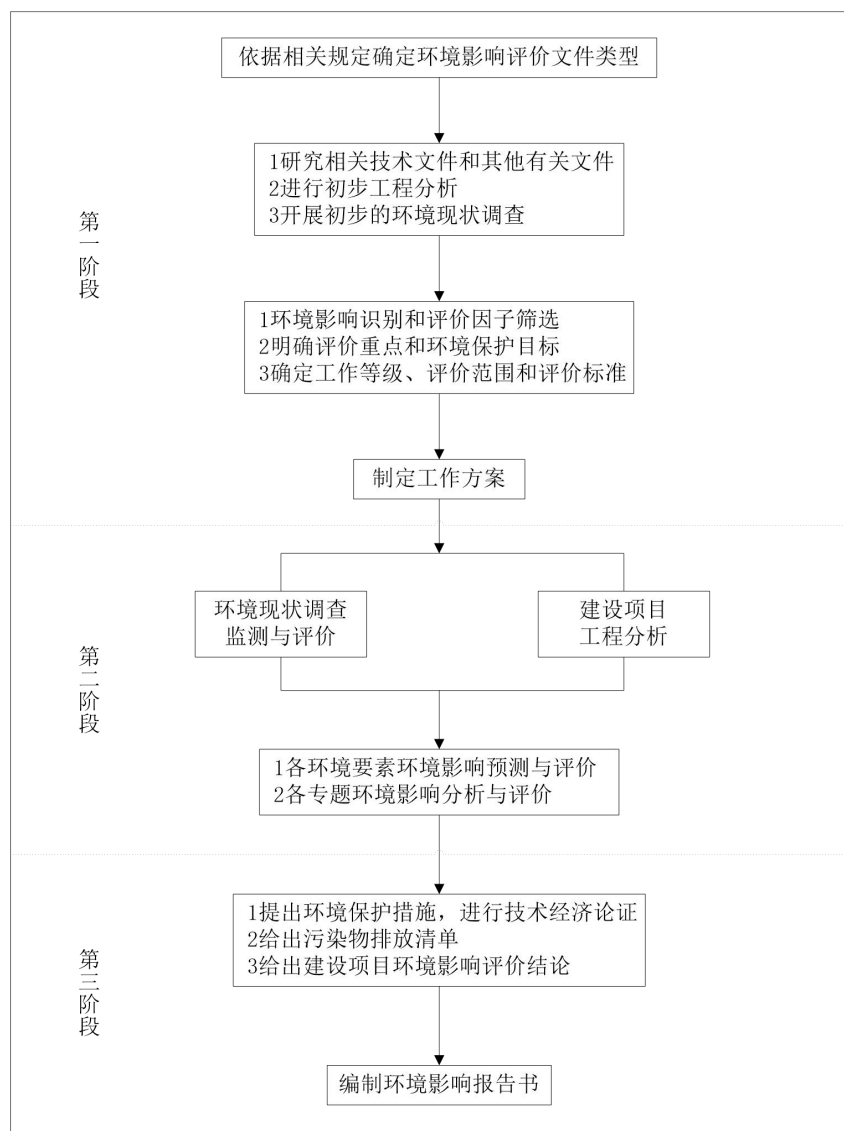 依据相关规定确定环境影响评价文件类型
1研究相关技术文件和其他有关文件
2进行初步工程分析
3开展初步的环境现状调查
第一阶段
1环境影响识别和评价因子筛选
2明确评价重点和环境保护目标
3确定工作等级、评价范围和评价标准
制定工作方案
环境现状调查
监测与评价
建设项目
工程分析
第二阶段
1各环境要素环境影响预测与评价
2各专题环境影响分析与评价
1提出环境保护措施，进行技术经济论证
2给出污染物排放清单
3给出建设项目环境影响评价结论
第三阶段
编制环境影响报告书